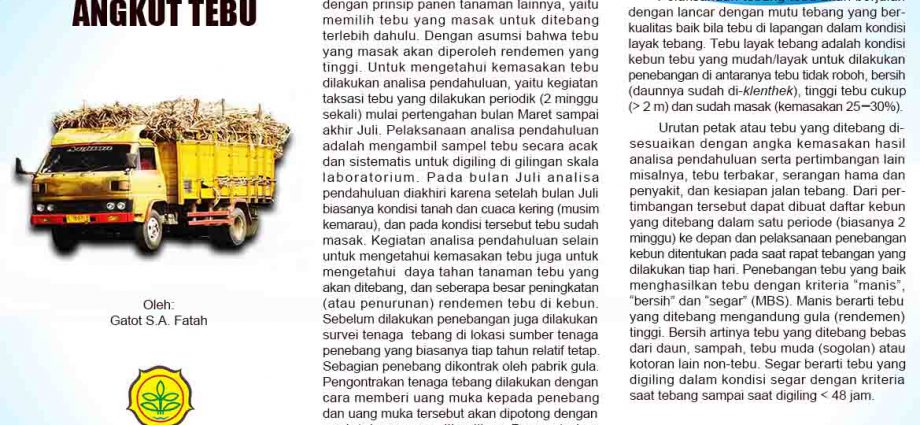 ANGKUT TEBU
Oleh:
Gatot S.A. Fatah
dengan prinsip panen tanaman lainnya, yaitu
memilih tebu yang masak untuk ditebang
terlebih dahulu. Dengan asumsi bahwa tebu
yang masak akan diperoleh rendemen yang
tinggi. Untuk mengetahui kemasakan tebu
dilakukan analisa pendahuluan, yaitu kegiatan
taksasi tebu yang dilakukan periodik (2 minggu
sekali) mulai pertengahan bulan Maret sampai
akhir Juli. Pelaksanaan analisa pendahuluan
adalah mengambil sampel tebu secara acak
dan sistematis untuk digiling di gilingan skala
laboratorium. Pada bulan Juli analisa
pendahuluan diakhiri karena setelah bulan Juli
biasanya kondisi tanah dan cuaca kering (musim
kemarau), dan pada kondisi tersebut tebu sudah
masak. Kegiatan analisa pendahuluan selain
untuk mengetahui kemasakan tebu juga untuk
mengetahui daya tahan tanaman tebu yang
akan ditebang, dan seberapa besar peningkatan
(atau penurunan) rendemen tebu di kebun.
Sebelum dilakukan penebangan juga dilakukan
survei tenaga tebang di lokasi sumber tenaga
penebang yang biasanya tiap tahun relatif tetap.
Sebagian penebang dikontrak oleh pabrik gula.
Pengontrakan tenaga tebang dilakukan dengan
cara memberi uang muka kepada penebang
dan uang muka tersebut akan dipotong dengan
dengan lancar dengan mutu tebang yang ber-
kualitas baik bila tebu di lapangan dalam kondisi
layak tebang. Tebu layak tebang adalah kondisi
kebun tebu yang mudah/layak untuk dilakukan
penebangan di antaranya tebu tidak roboh, bersih
(daunnya sudah di-klenthek), tinggi tebu cukup
(> 2 m) dan sudah masak (kemasakan 25–30%).
Urutan petak atau tebu yang ditebang di-
sesuaikan dengan angka kemasakan hasil
analisa pendahuluan serta pertimbangan lain
misalnya, tebu terbakar, serangan hama dan
penyakit, dan kesiapan jalan tebang. Dari per-
timbangan tersebut dapat dibuat daftar kebun
yang ditebang dalam satu periode (biasanya 2
minggu) ke depan dan pelaksanaan penebangan
kebun ditentukan pada saat rapat tebangan yang
dilakukan tiap hari. Penebangan tebu yang baik
menghasilkan tebu dengan kriteria "manis",
"bersih" dan "segar" (MBS). Manis berarti tebu
yang ditebang mengandung gula (rendemen)
tinggi. Bersih artinya tebu yang ditebang bebas
dari daun, sampah, tebu muda (sogolan) atau
kotoran lain non-tebu. Segar berarti tebu yang
digiling dalam kondisi segar dengan kriteria
saat tebang sampai saat digiling < 48 jam.